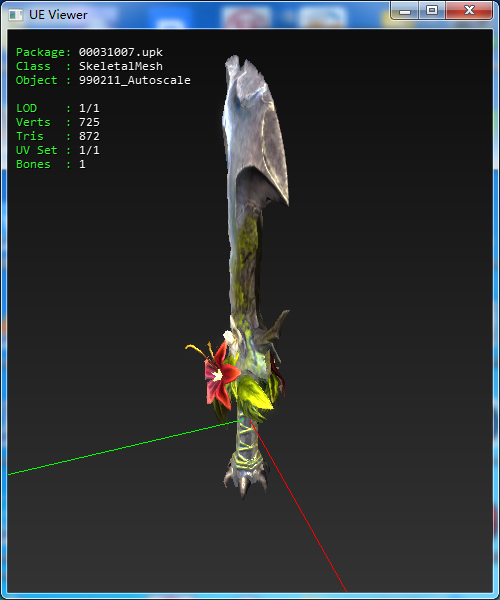 UE Viewer
Package: 00031007.upk
Class : SkeletalMesh
Object : 990211_Autoscale
LOD : 1/1
Verts : 725
Tris : 872
UV Set : 1/1
Bones : 1